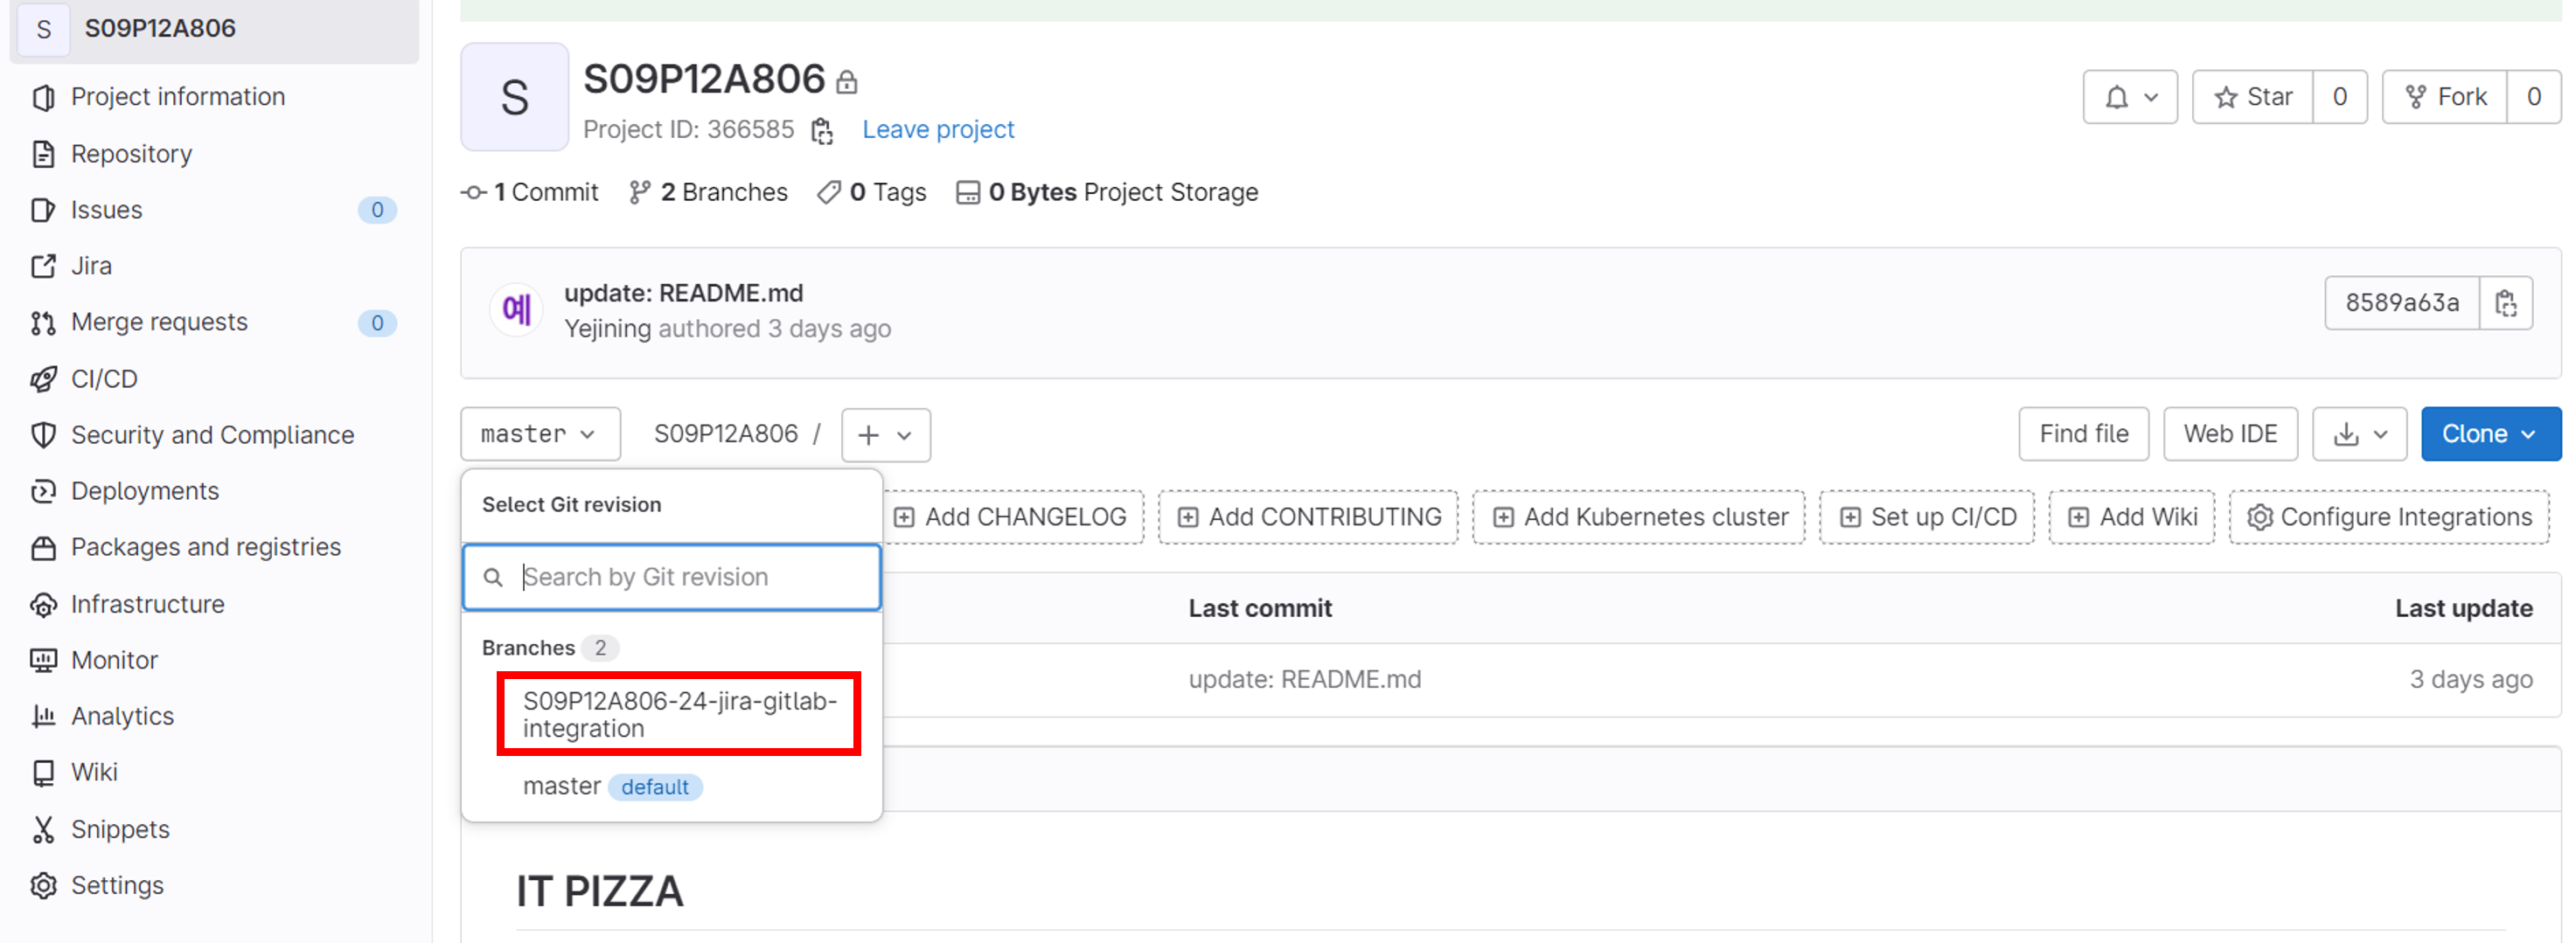 S S09P12A806
Project information
Repository
Issues 0
Jira
Merge requests 0
CI/CD
Security and Compliance
Deployments
Packages and registries
Infrastructure
Monitor
Analytics
Wiki
Snippets
Settings
S
S09P12A806
Project ID: 366585 Leave project
Star 0 Fork 0
1 Commit 2 Branches 0 Tags 0 Bytes Project Storage
예
update: README.md
Yejining authored 3 days ago
8589a63a
master S09P12A806 / +
Find file Web IDE Clone
Select Git revision
Search by Git revision
Branches 2
S09P12A806-24-jira-gitlab-
integration
master default
Add CHANGELOG Add CONTRIBUTING Add Kubernetes cluster Set up CI/CD Add Wiki Configure Integrations
Last commit Last update
update: README.md 3 days ago
IT PIZZA